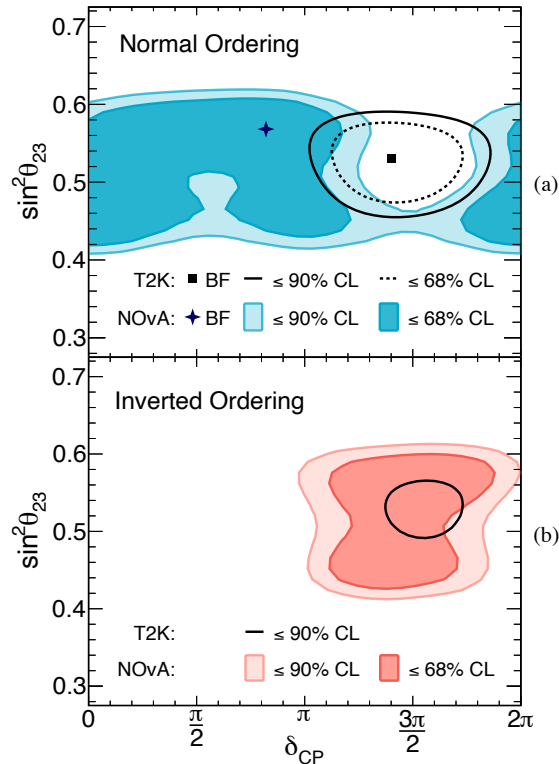 0.7
Normal Ordering
0.6
sin²θ₂₃
0.5
(a)
0.4
T2K: BF ≤ 90% CL ≤ 68% CL
NOvA: BF ≤ 90% CL ≤ 68% CL
0.3
0.7
Inverted Ordering
0.6
sin²θ₂₃
0.5
(b)
0.4
T2K: ≤ 90% CL
NOvA: ≤ 90% CL ≤ 68% CL
0.3
0 π/2 π 3π/2 2π
δCP